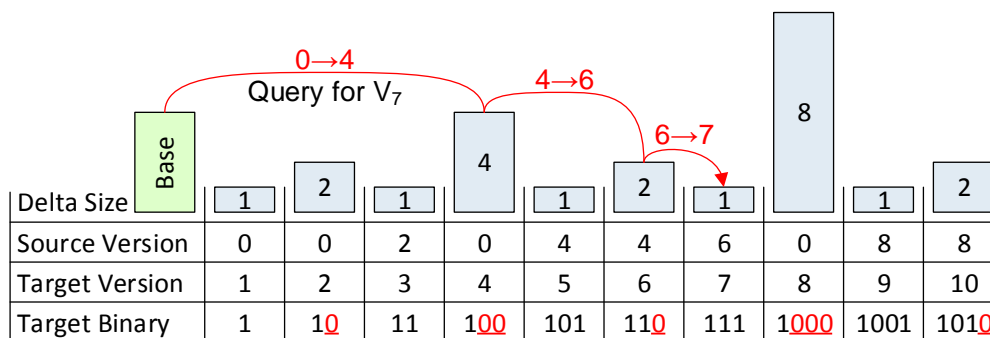 0→4
Query for V7
4→6
6→7
Base
Delta Size 1 2 1 4 1 2 1 8 1 2
Source Version 0 0 2 0 4 4 6 0 8 8
Target Version 1 2 3 4 5 6 7 8 9 10
Target Binary 1 10 11 100 101 110 111 1000 1001 1010